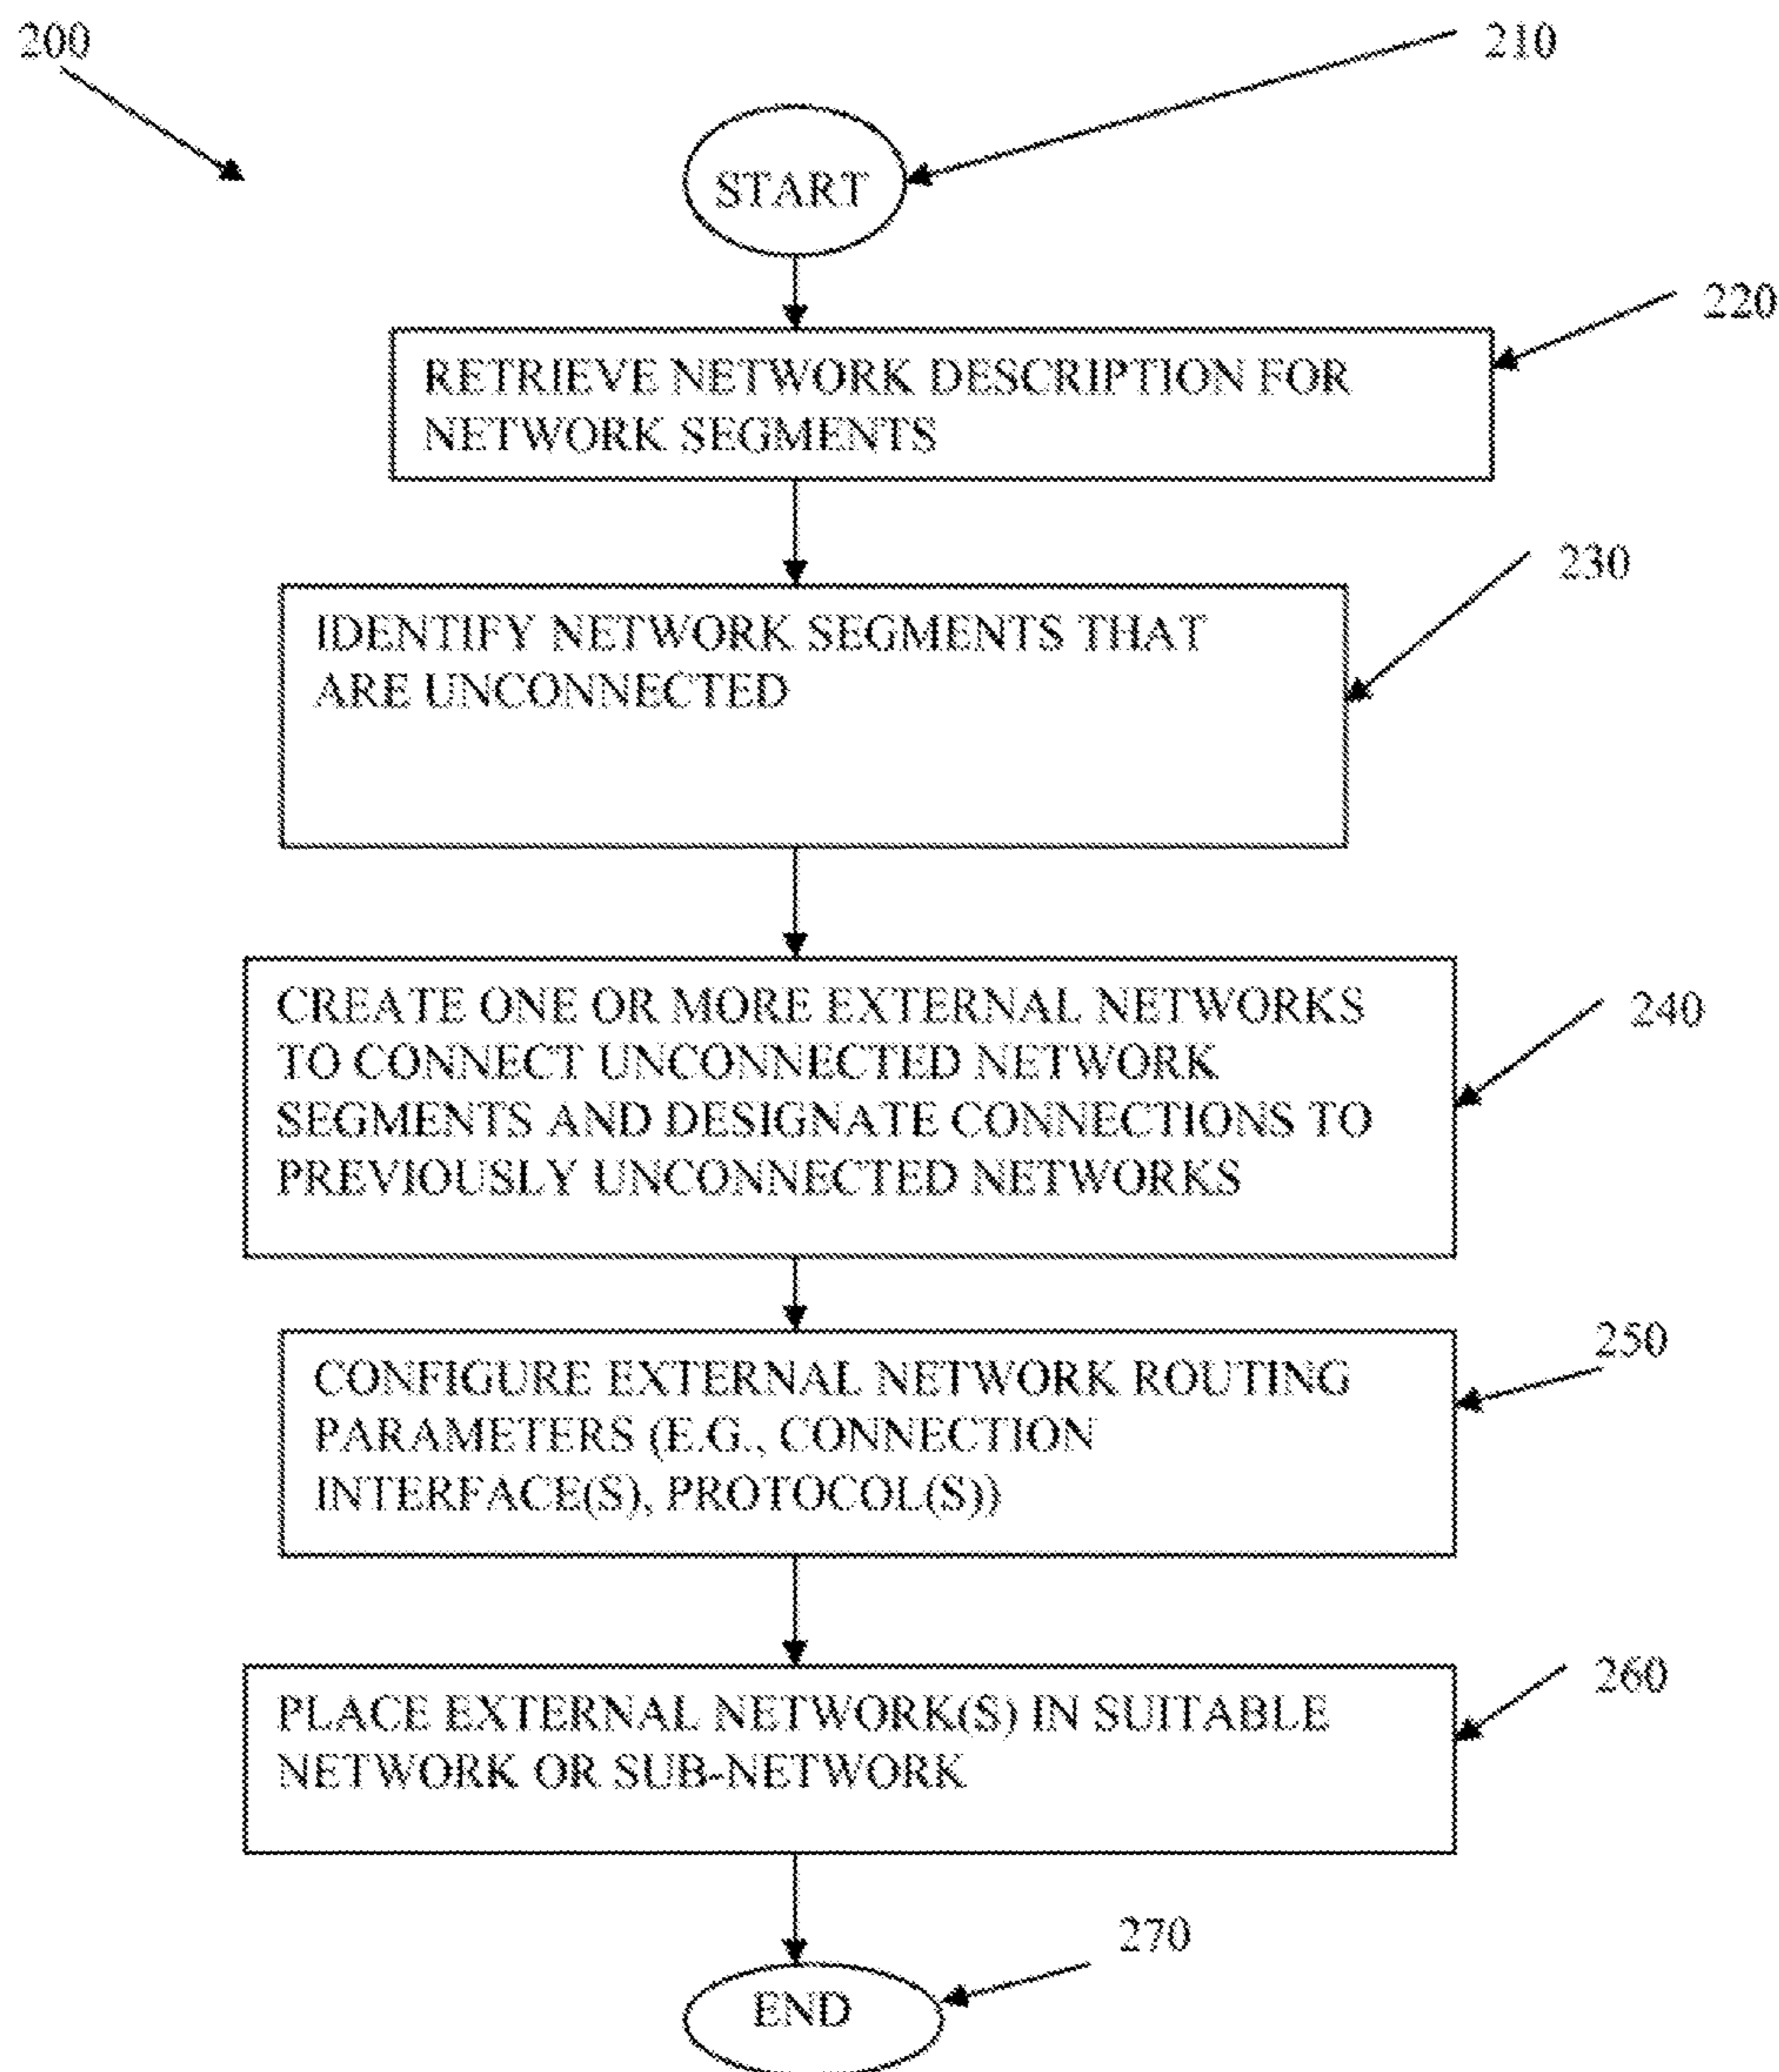 200
210
START
220
RETRIEVE NETWORK DESCRIPTION FOR
NETWORK SEGMENTS
230
IDENTIFY NETWORK SEGMENTS THAT
ARE UNCONNECTED
240
CREATE ONE OR MORE EXTERNAL NETWORKS
TO CONNECT UNCONNECTED NETWORK
SEGMENTS AND DESIGNATE CONNECTIONS TO
PREVIOUSLY UNCONNECTED NETWORKS
250
CONFIGURE EXTERNAL NETWORK ROUTING
PARAMETERS (E.G., CONNECTION
INTERFACE(S), PROTOCOL(S))
260
PLACE EXTERNAL NETWORK(S) IN SUITABLE
NETWORK OR SUB-NETWORK
270
END